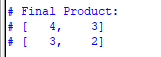 # Final Product:
# [   4,     3]
# [   3,     2]